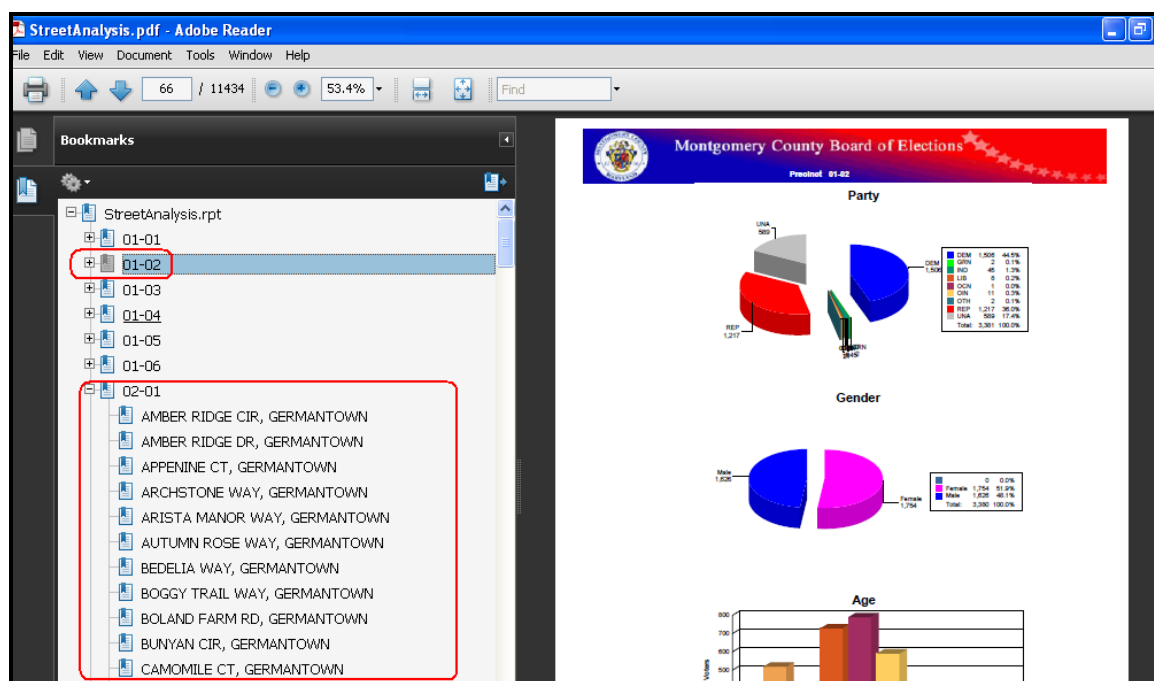 StreetAnalysis.pdf - Adobe Reader
File Edit View Document Tools Window Help
66 / 11434 53.4% Find
Bookmarks
StreetAnalysis.rpt
01-01
01-02
01-03
01-04
01-05
01-06
02-01
AMBER RIDGE CIR, GERMANTOWN
AMBER RIDGE DR, GERMANTOWN
APPENINE CT, GERMANTOWN
ARCHSTONE WAY, GERMANTOWN
ARISTA MANOR WAY, GERMANTOWN
AUTUMN ROSE WAY, GERMANTOWN
BEDELIA WAY, GERMANTOWN
BOGGY TRAIL WAY, GERMANTOWN
BOLAND FARM RD, GERMANTOWN
BUNYAN CIR, GERMANTOWN
CAMOMILE CT, GERMANTOWN
Montgomery County Board of Elections
Precinct 01-02
Party
UNA
589
DEM
1,506
REP
1,217
DEM 1,506 44.5%
GRN 2 0.1%
IND 45 1.3%
LIB 8 0.2%
OCN 1 0.0%
OIN 11 0.3%
OTH 2 0.1%
REP 1,217 36.0%
UNA 589 17.4%
Total: 3,381 100.0%
Gender
Male
1,626
Female
1,754
0 0.0%
Female 1,754 51.9%
Male 1,626 48.1%
Total: 3,380 100.0%
Age
800
700
600
500
Voters